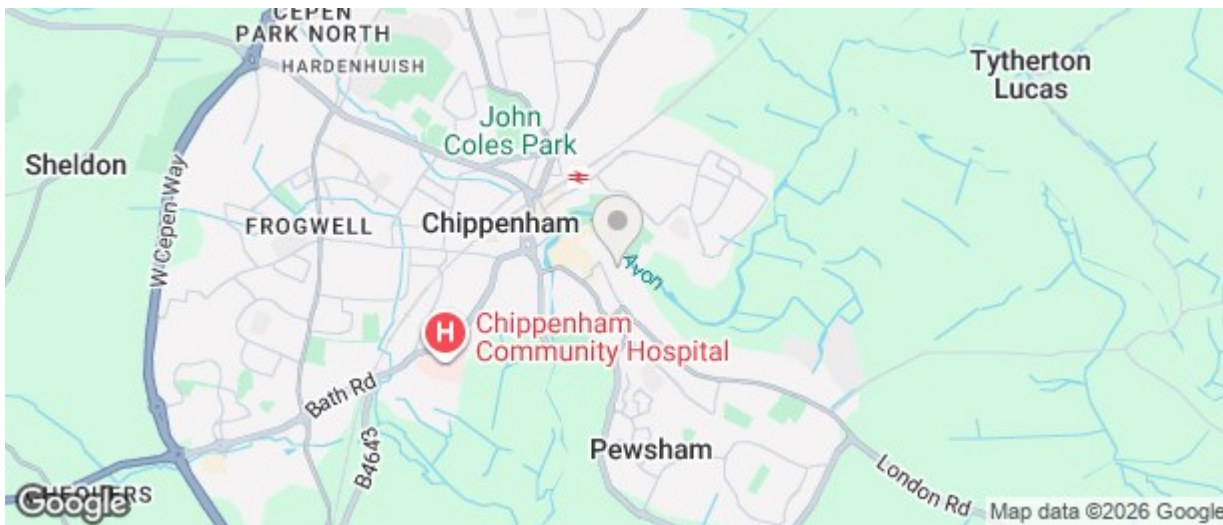 CEPEN
PARK NORTH
HARDENHUISH
Tytherton
Lucas
John
Coles Park
Sheldon
W Cepen Way
FROGWELL
Chippenham
Avon
H
Chippenham
Community Hospital
Bath Rd
B4643
Pewsham
London Rd
CHEQUERS
Google
Map data ©2026 Google